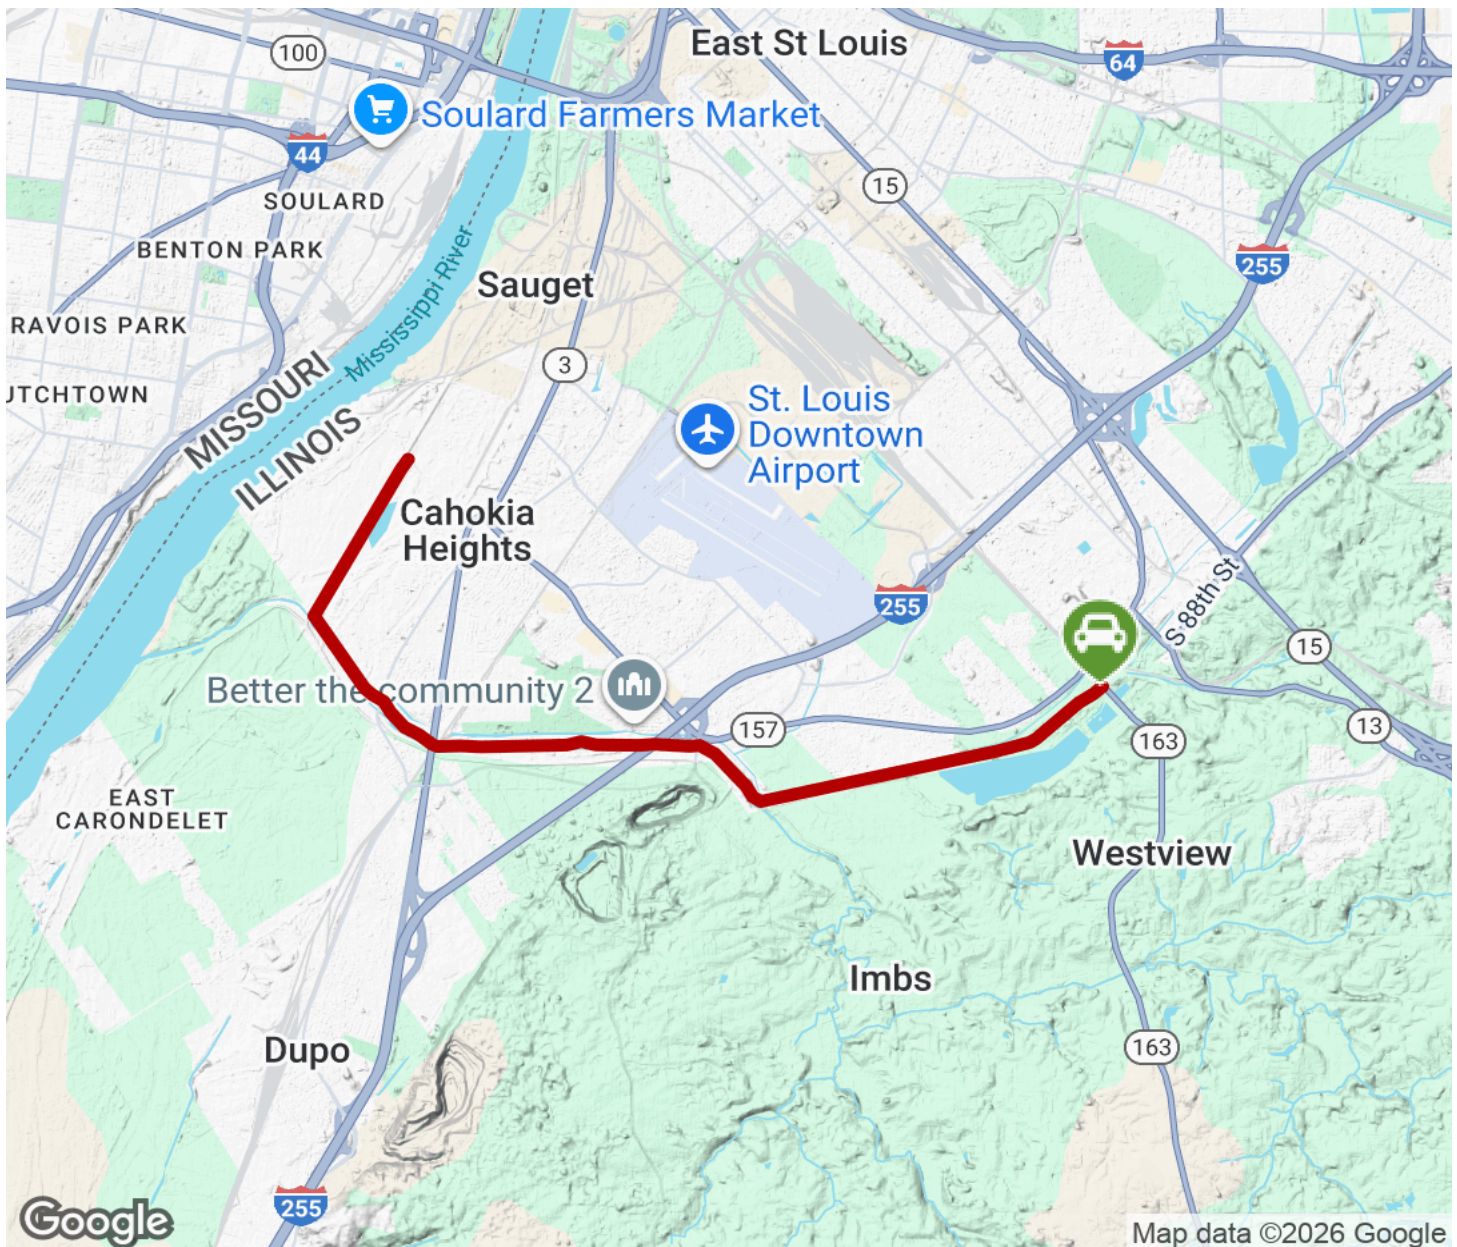 East St Louis
100
64
Soulard Farmers Market
44
15
SOULARD
BENTON PARK
255
Mississippi River
Sauget
RAVOIS PARK
3
MISSOURI
UTCHTOWN
St. Louis
Downtown
Airport
ILLINOIS
Cahokia
Heights
255
S 88th St
15
Better the community 2
157
13
163
EAST
CARONDELET
Westview
Imbs
Dupo
163
255
Google
Map data ©2026 Google